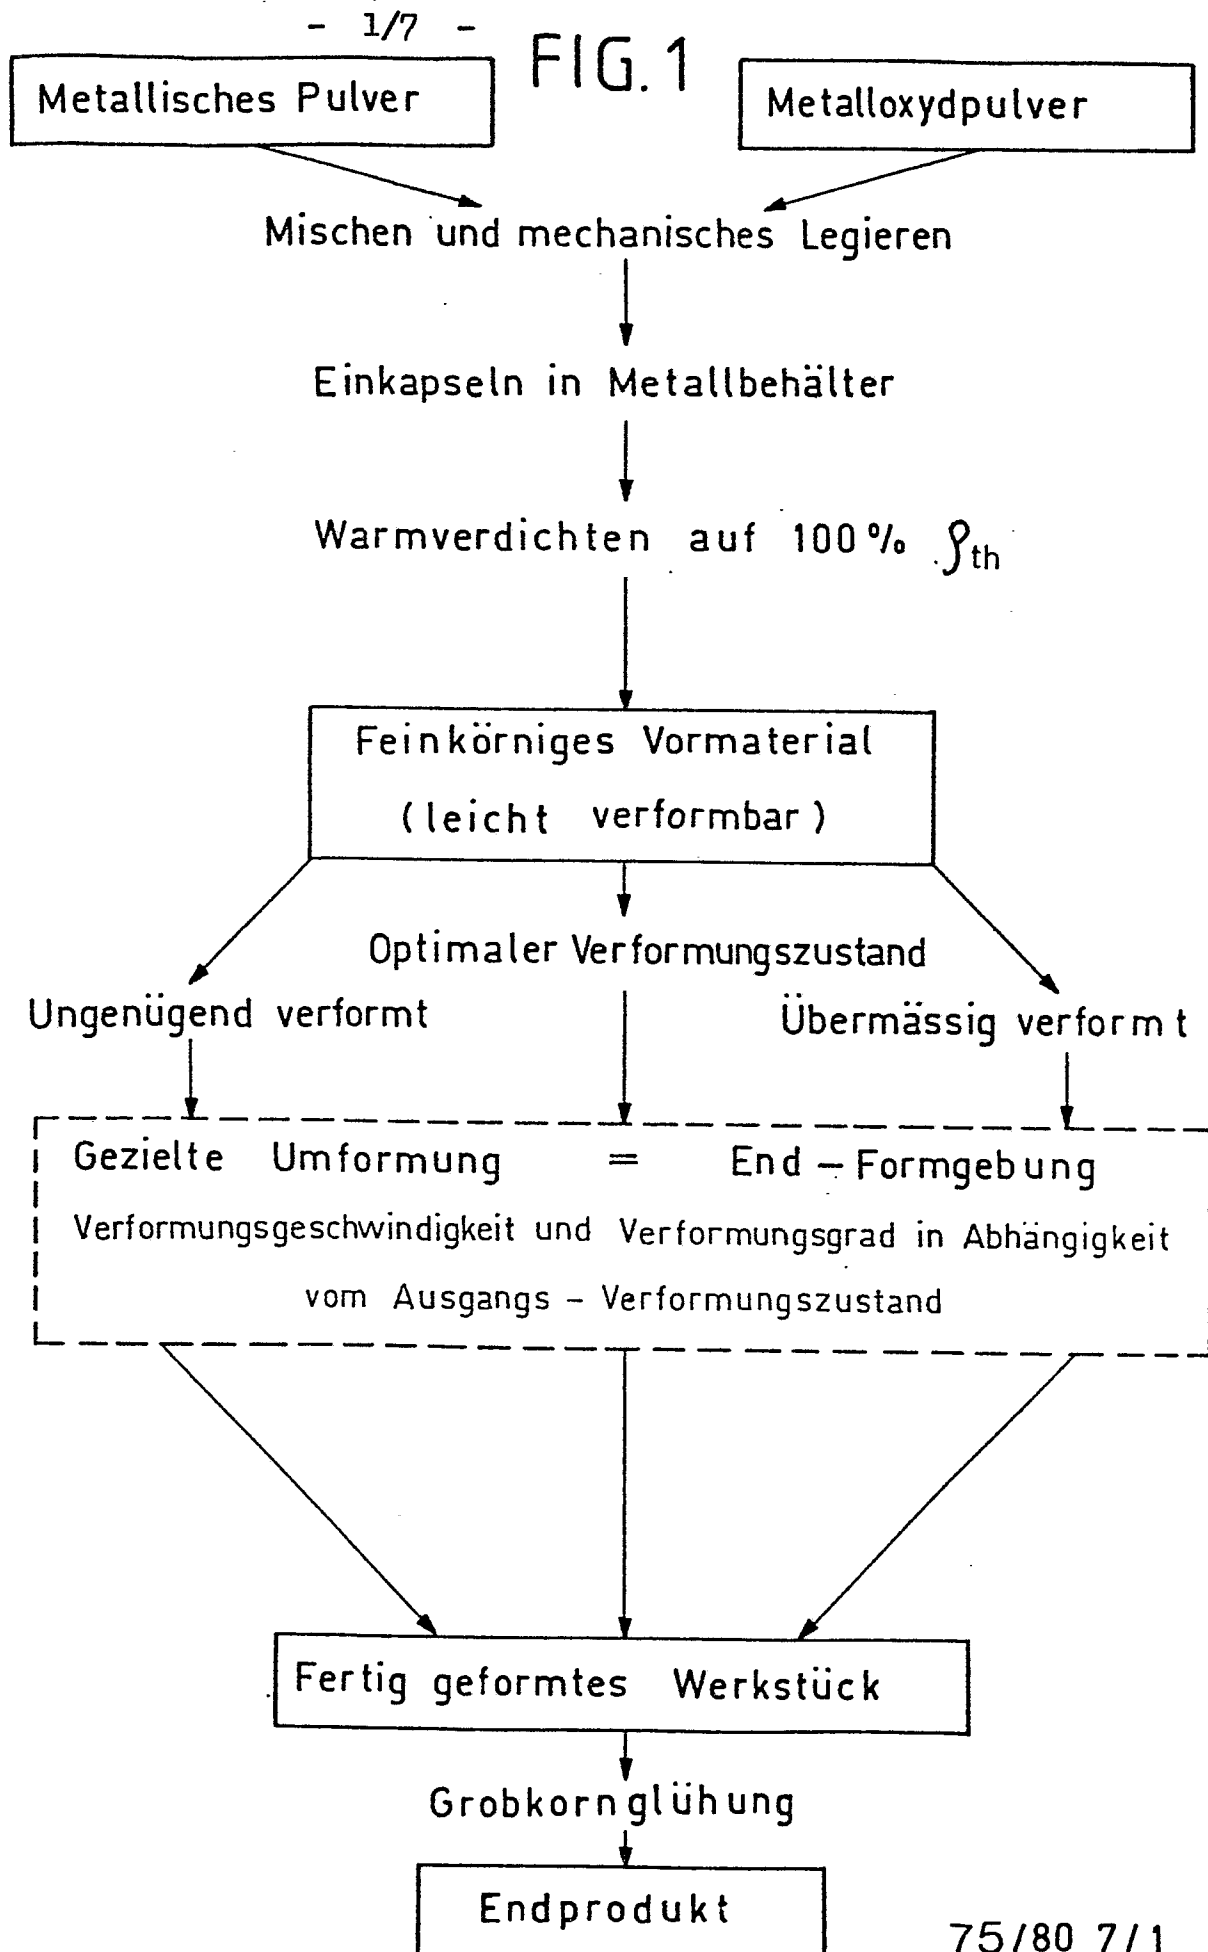 - 1/7 -
FIG. 1
Metallisches Pulver
Metalloxydpulver
Mischen und mechanisches Legieren
Einkapseln in Metallbehälter
Warmverdichten auf 100% ρth
Feinkörniges Vormaterial
(leicht verformbar)
Optimaler Verformungszustand
Ungenügend verformt
Übermässig verformt
Gezielte Umformung = End - Formgebung
Verformungsgeschwindigkeit und Verformungsgrad in Abhängigkeit
vom Ausgangs - Verformungszustand
Fertig geformtes Werkstück
Grobkornglühung
Endprodukt
75/80 7/1